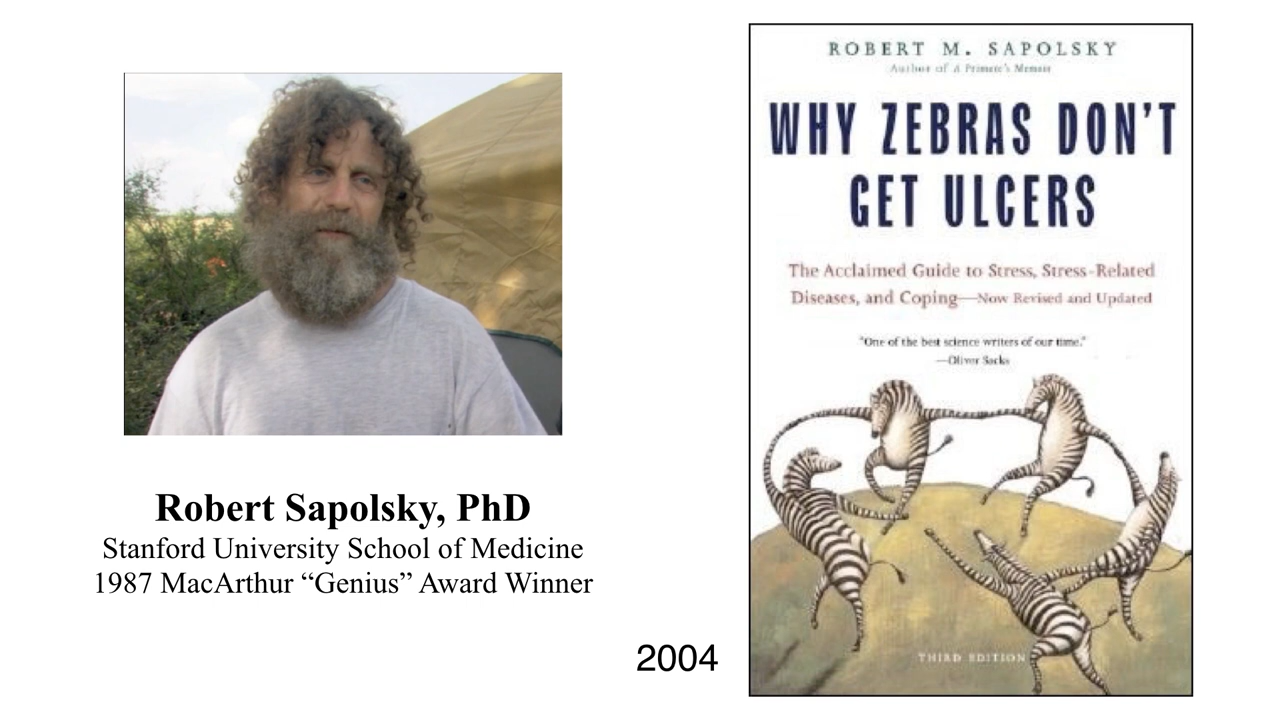 Robert Sapolsky, PhD
Stanford University School of Medicine
1987 MacArthur “Genius” Award Winner
2004
ROBERT M. SAPOLSKY
Author of A Primate's Memoir
WHY ZEBRAS DON'T
GET ULCERS
The Acclaimed Guide to Stress, Stress-Related
Diseases, and Coping—Now Revised and Updated
"One of the best science writers of our time."
—Oliver Sacks
THIRD EDITION